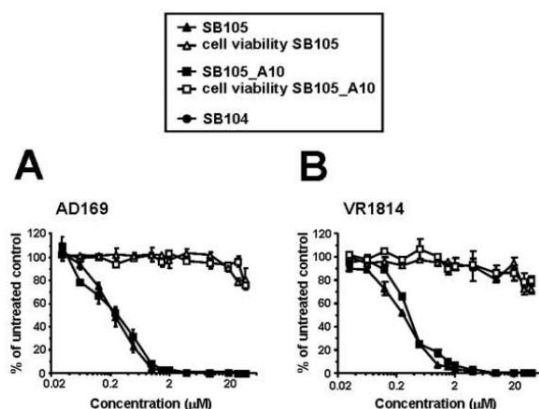 SB105
cell viability SB105
SB105_A10
cell viability SB105_A10
SB104
A
B
AD169
VR1814
% of untreated control
120
100
80
60
40
20
0
0.02
0.2
2
20
Concentration (µM)
% of untreated control
120
100
80
60
40
20
0
0.02
0.2
2
20
Concentration (µM)